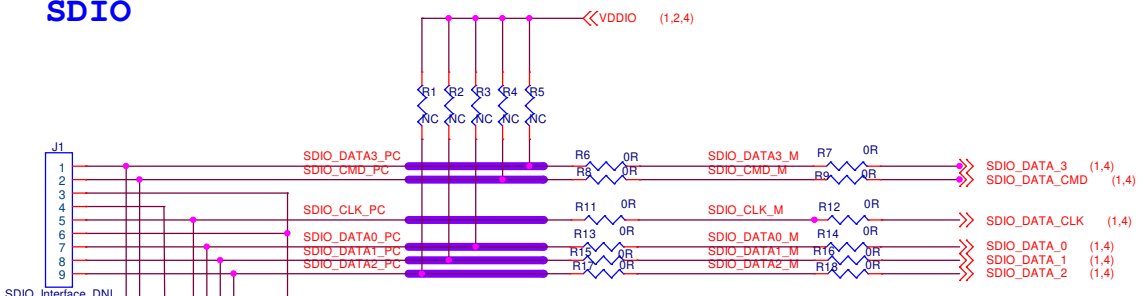 SDIO
VDDIO (1,2,4)
R1 R2 R3 R4 R5
NC NC NC NC NC
J1
1 SDIO_DATA3_PC R6 0R SDIO_DATA3_M R7 0R SDIO_DATA_3 (1,4)
2 SDIO_CMD_PC R8 0R SDIO_CMD_M R9 0R SDIO_DATA_CMD (1,4)
3
4
5 SDIO_CLK_PC R11 0R SDIO_CLK_M R12 0R SDIO_DATA_CLK (1,4)
6
7 SDIO_DATA0_PC R13 0R SDIO_DATA0_M R14 0R SDIO_DATA_0 (1,4)
8 SDIO_DATA1_PC R15 0R SDIO_DATA1_M R16 0R SDIO_DATA_1 (1,4)
9 SDIO_DATA2_PC R17 0R SDIO_DATA2_M R18 0R SDIO_DATA_2 (1,4)
SDIO_Interface_DNI